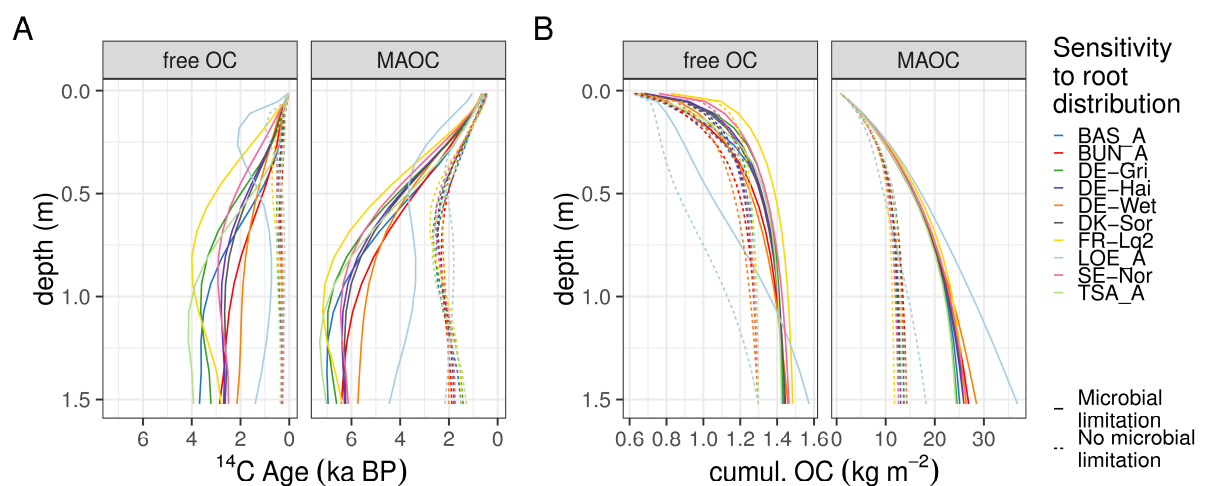 A
B
free OC
MAOC
free OC
MAOC
0.0
0.5
1.0
1.5
depth (m)
6 4 2 0
6 4 2 0
¹⁴C Age (ka BP)
0.0
0.5
1.0
1.5
depth (m)
0.6 0.8 1.0 1.2 1.4 1.6
0 10 20 30
cumul. OC (kg m⁻²)
Sensitivity
to root
distribution
BAS_A
BUN_A
DE−Gri
DE−Hai
DE−Wet
DK−Sor
FR−Lq2
LOE_A
SE−Nor
TSA_A
Microbial
limitation
No microbial
limitation